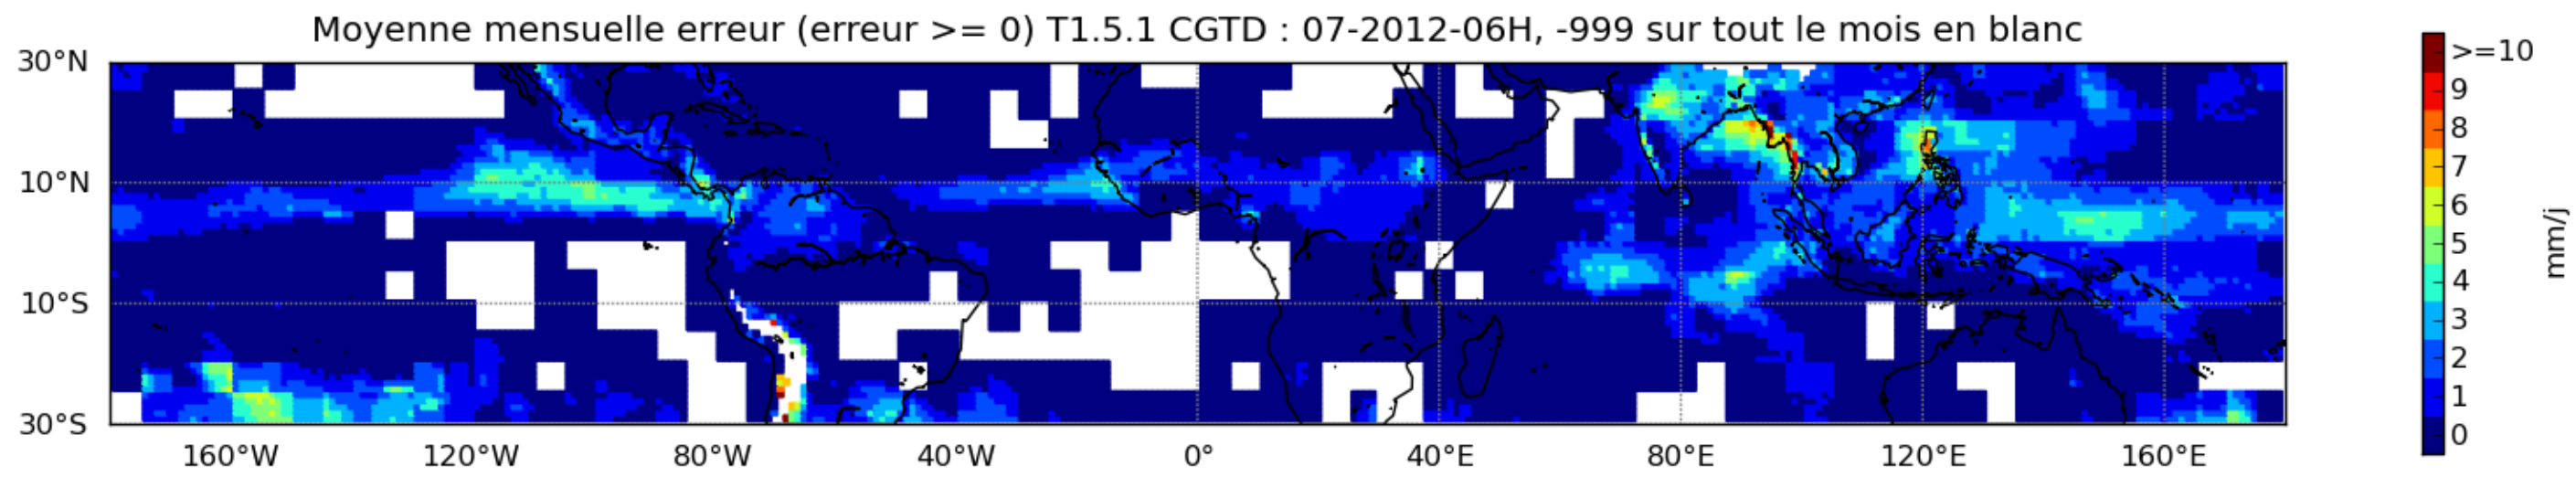 Moyenne mensuelle erreur (erreur >= 0) T1.5.1 CGTD : 07-2012-06H, -999 sur tout le mois en blanc
30°N
10°N
10°S
30°S
160°W 120°W 80°W 40°W 0° 40°E 80°E 120°E 160°E
>=10
9
8
7
6
5
4
3
2
1
0
mm/j